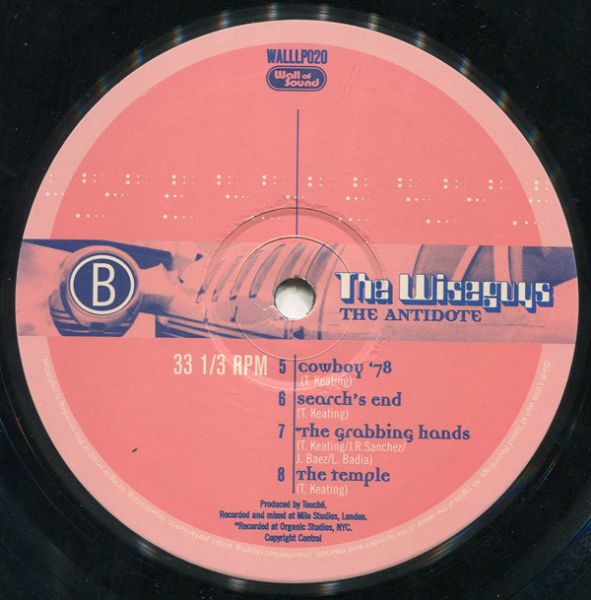 WALLLP020
Wall of
Sound
B
The Wiseguys
THE ANTIDOTE
33 1/3 RPM
5 cowboy '78
(T. Keating)
6 search's end
(T. Keating)
7 *The grabbing hands
(T. Keating/J.R.Sanchez/
J. Baez/L. Badia)
8 The temple
(T. Keating)
Produced by Touché.
Recorded and mixed at Milo Studios, London.
*Recorded at Organic Studios, NYC.
Copyright Control